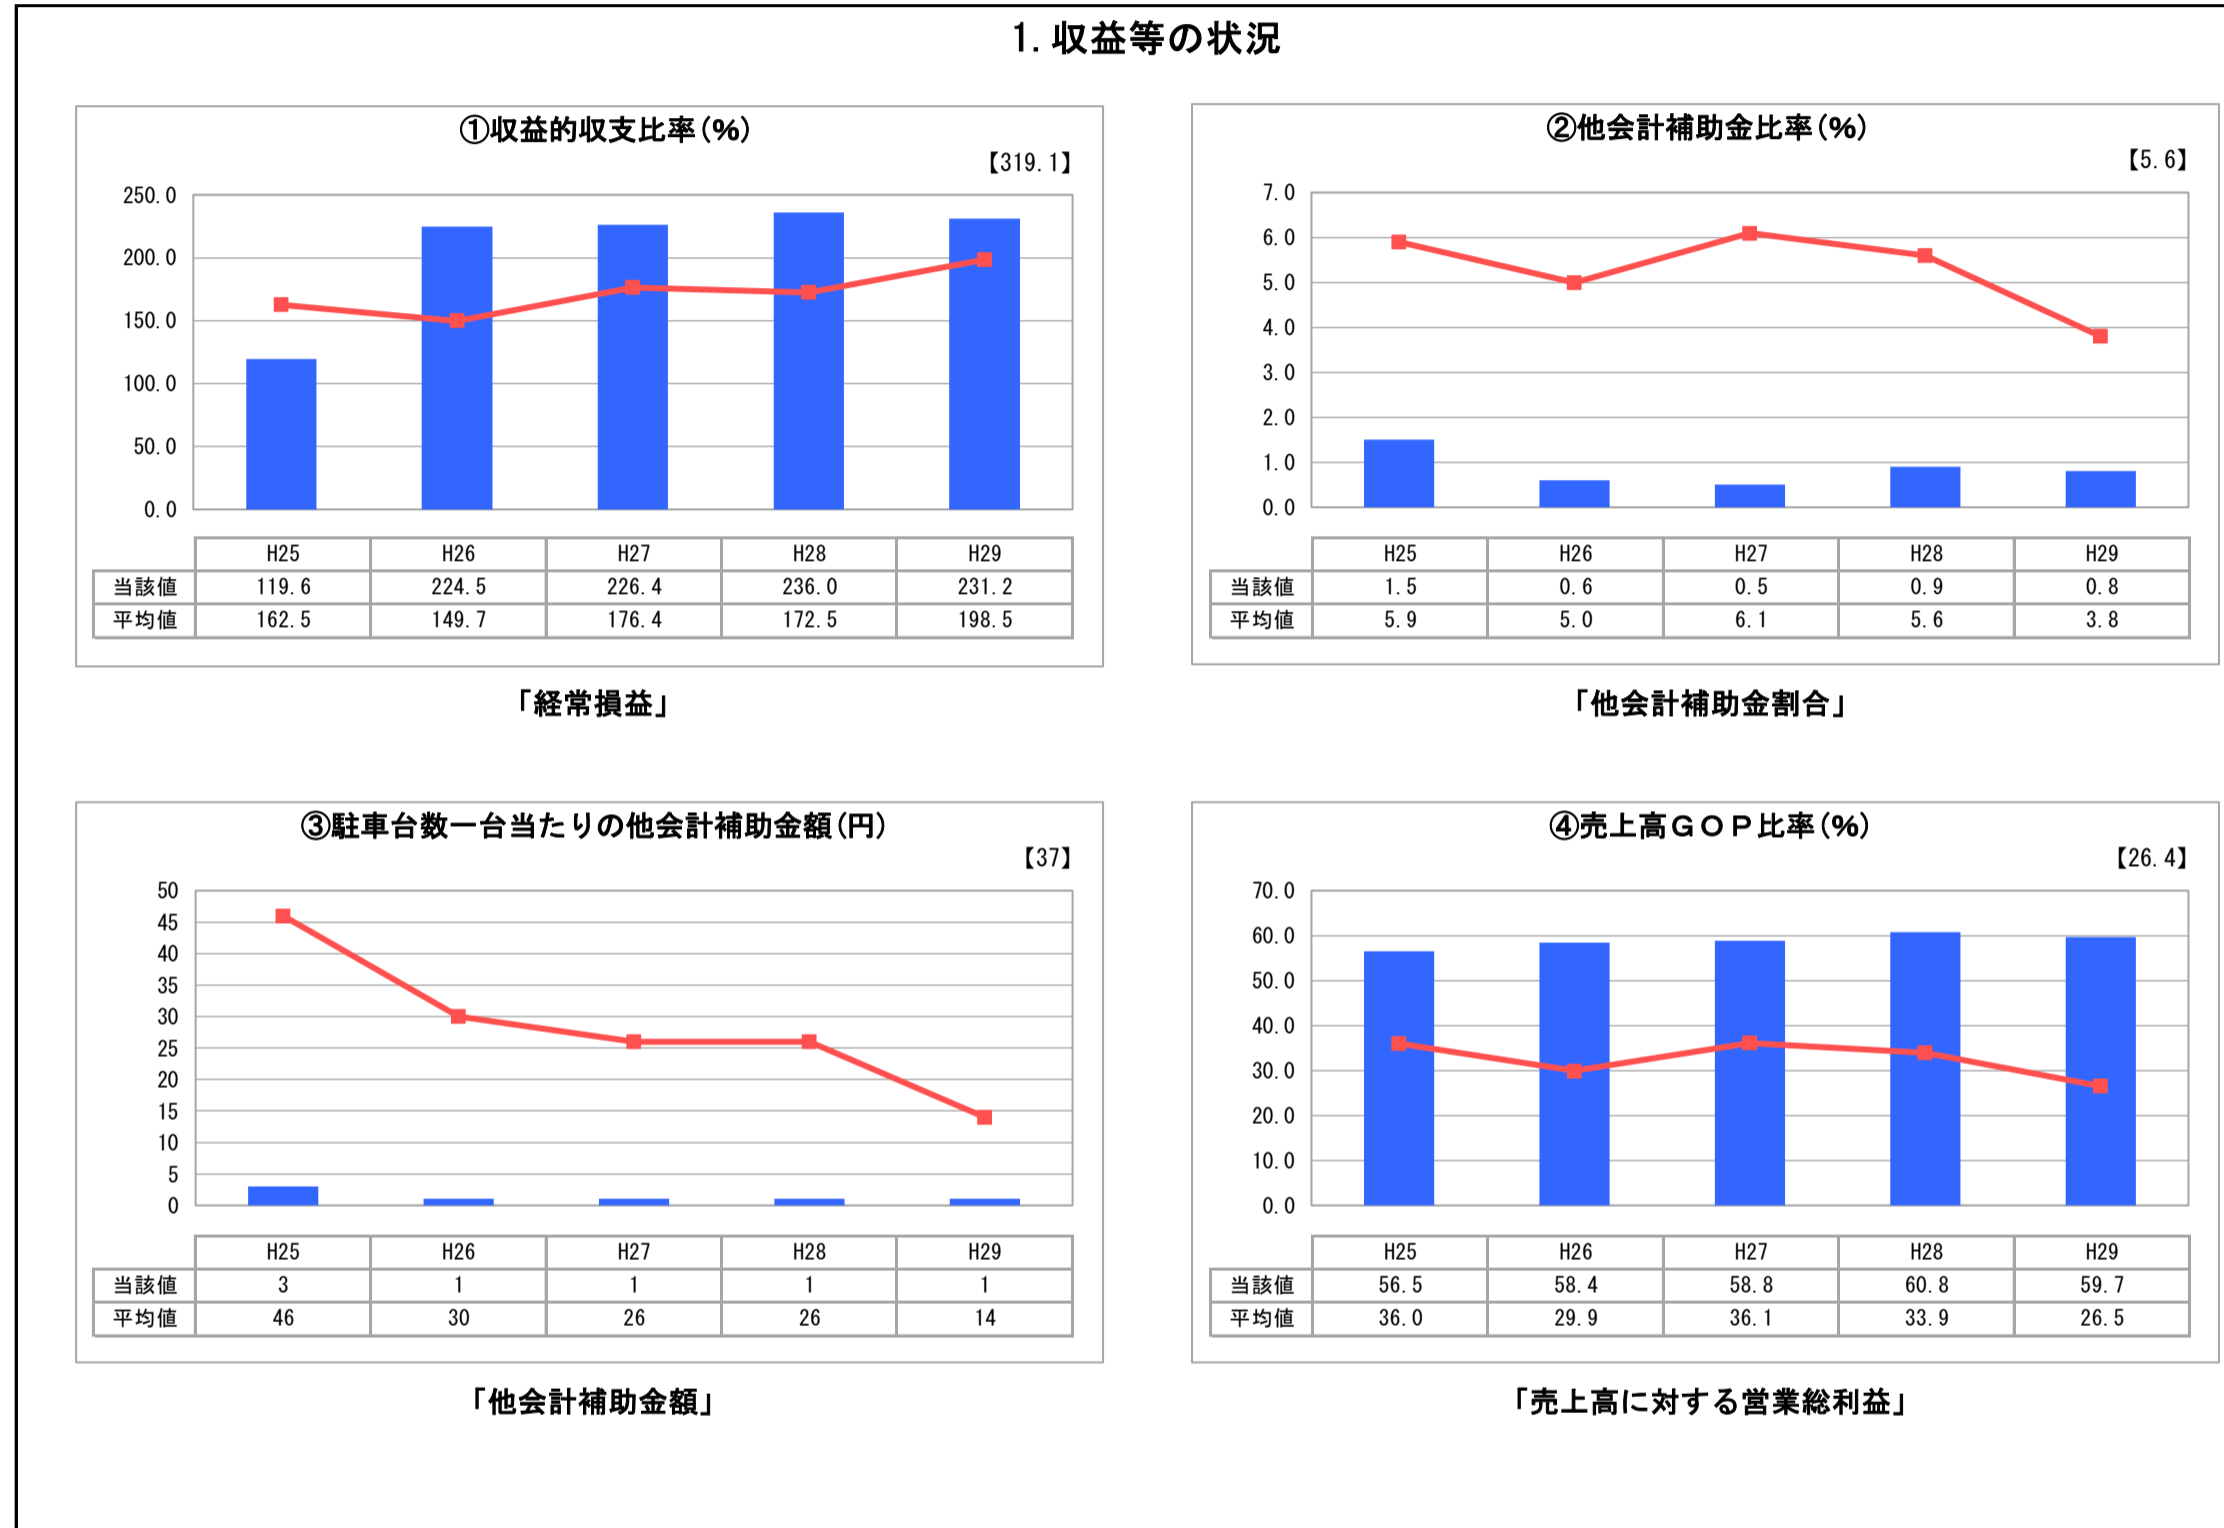 1. 収益等の状況
①収益的収支比率(%)
【319.1】
250.0
200.0
150.0
100.0
50.0
0.0
H25 H26 H27 H28 H29
当該値 119.6 224.5 226.4 236.0 231.2
平均値 162.5 149.7 176.4 172.5 198.5
「経常損益」
②他会計補助金比率(%)
【5.6】
7.0
6.0
5.0
4.0
3.0
2.0
1.0
0.0
H25 H26 H27 H28 H29
当該値 1.5 0.6 0.5 0.9 0.8
平均値 5.9 5.0 6.1 5.6 3.8
「他会計補助金割合」
③駐車台数一台当たりの他会計補助金額(円)
【37】
50
45
40
35
30
25
20
15
10
5
0
H25 H26 H27 H28 H29
当該値 3 1 1 1 1
平均値 46 30 26 26 14
「他会計補助金額」
④売上高ＧＯＰ比率(%)
【26.4】
70.0
60.0
50.0
40.0
30.0
20.0
10.0
0.0
H25 H26 H27 H28 H29
当該値 56.5 58.4 58.8 60.8 59.7
平均値 36.0 29.9 36.1 33.9 26.5
「売上高に対する営業総利益」